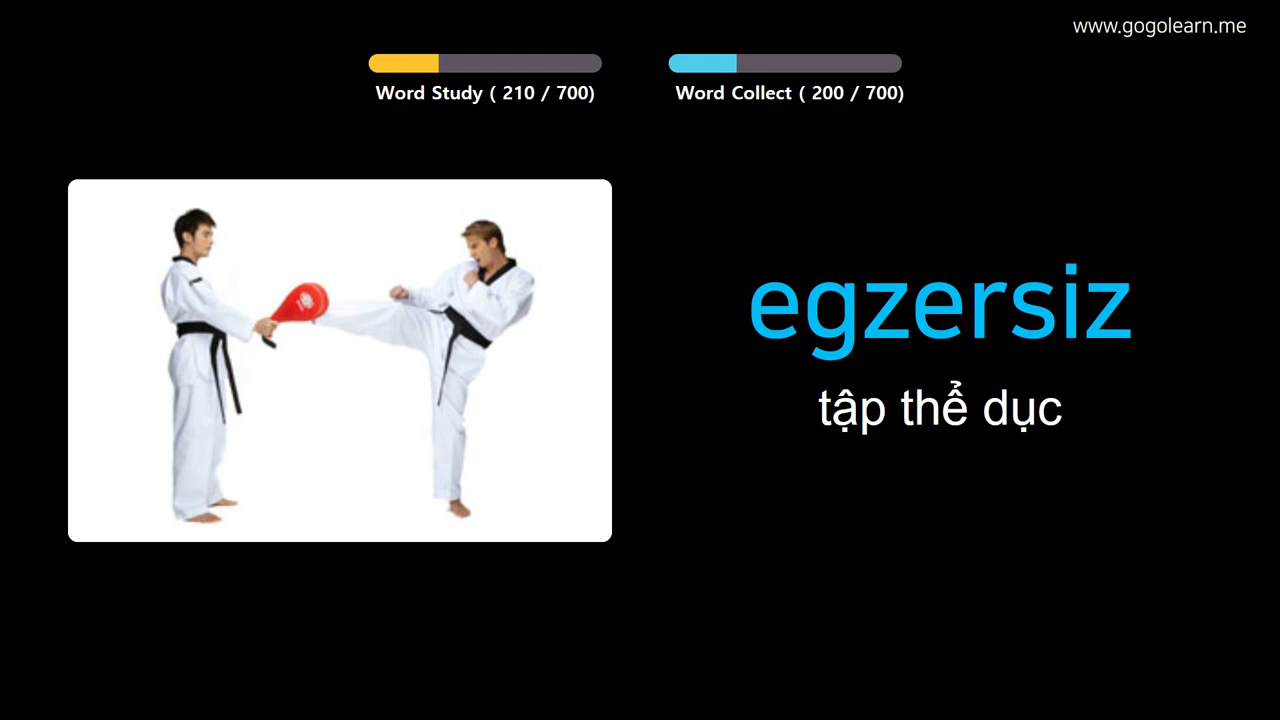 www.gogolearn.me
Word Study ( 210 / 700)
Word Collect ( 200 / 700)
egzersiz
tập thể dục